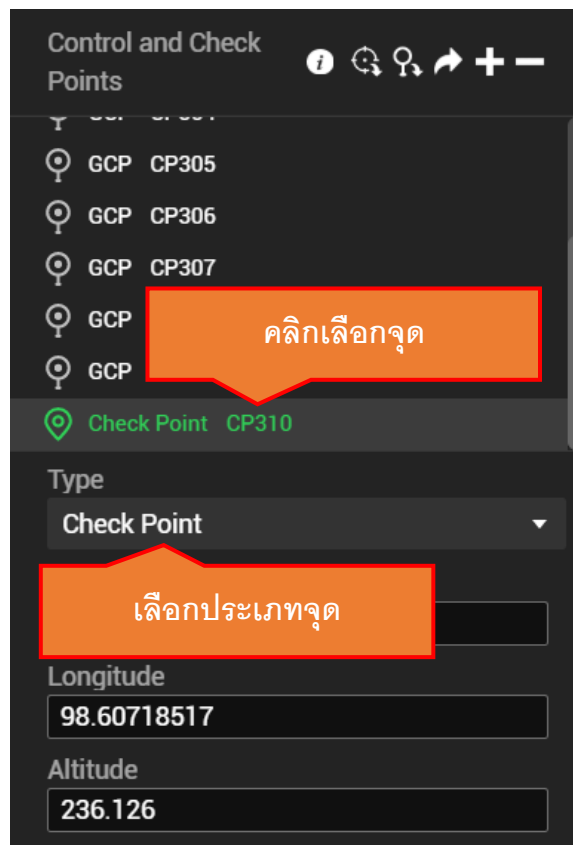 Control and Check
Points
GCP CP305
GCP CP306
GCP CP307
GCP
คลิกเลือกจุด
GCP
Check Point CP310
Type
Check Point
เลือกประเภทจุด
Longitude
98.60718517
Altitude
236.126